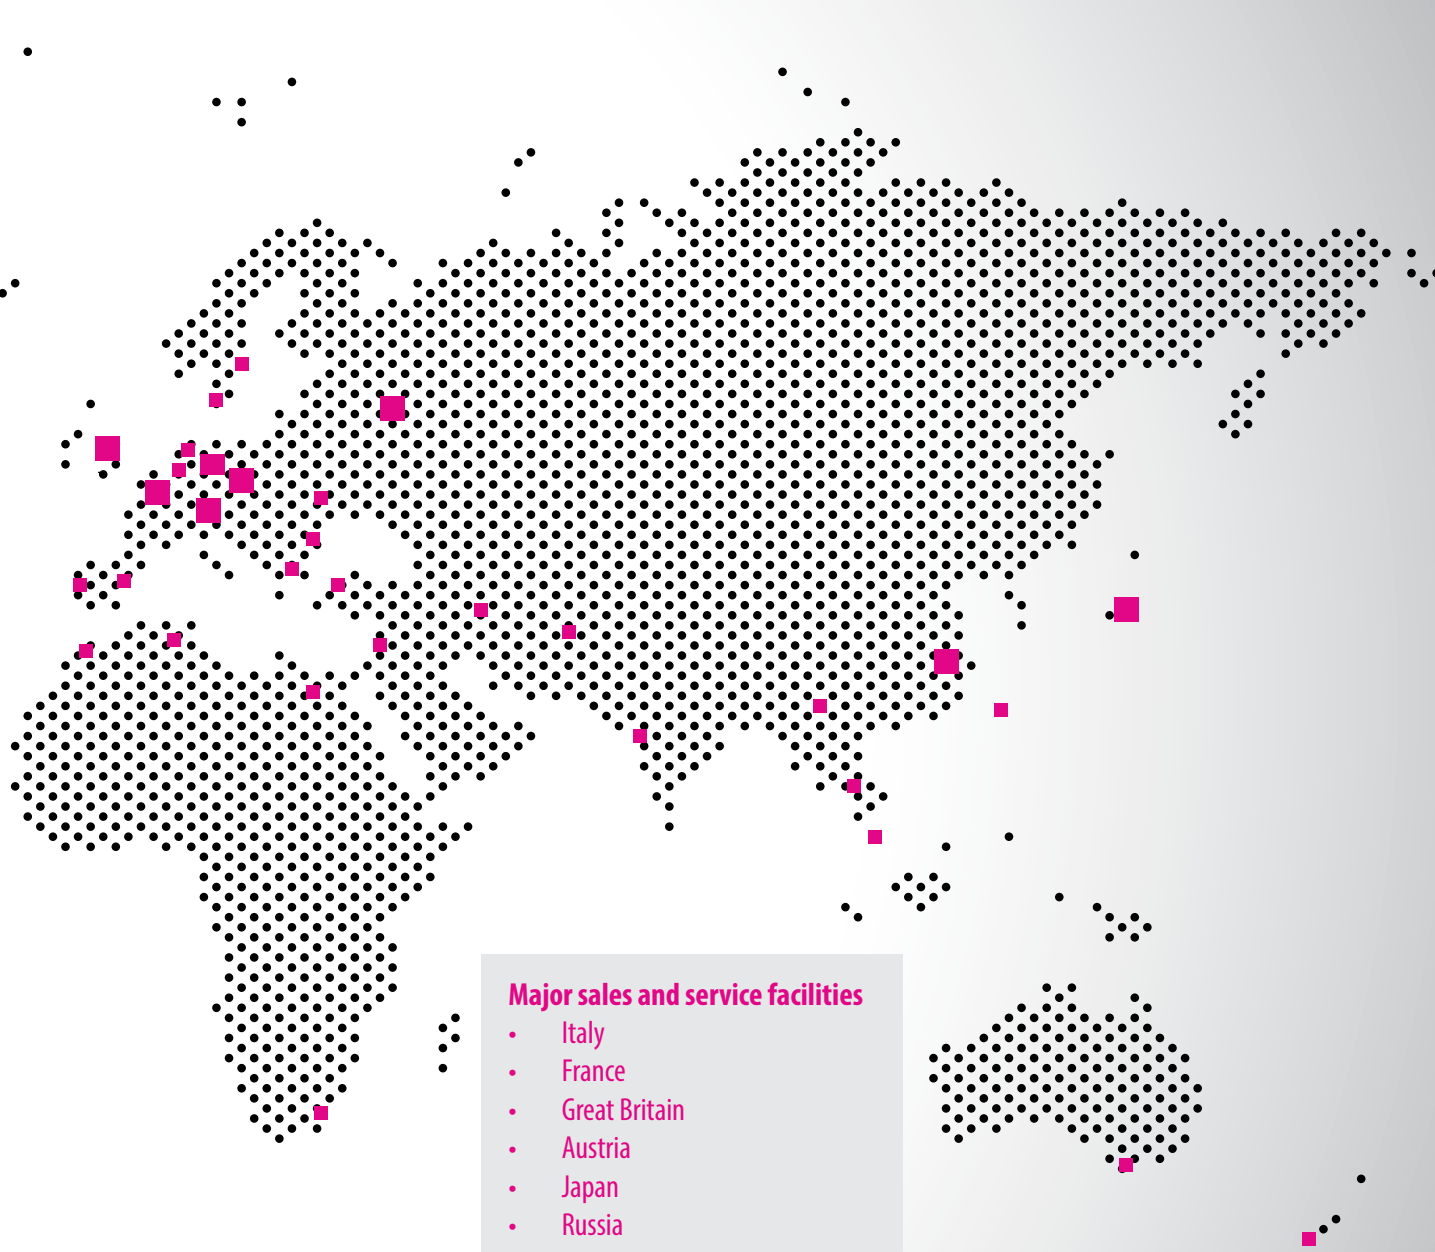 Major sales and service facilities
• Italy
• France
• Great Britain
• Austria
• Japan
• Russia